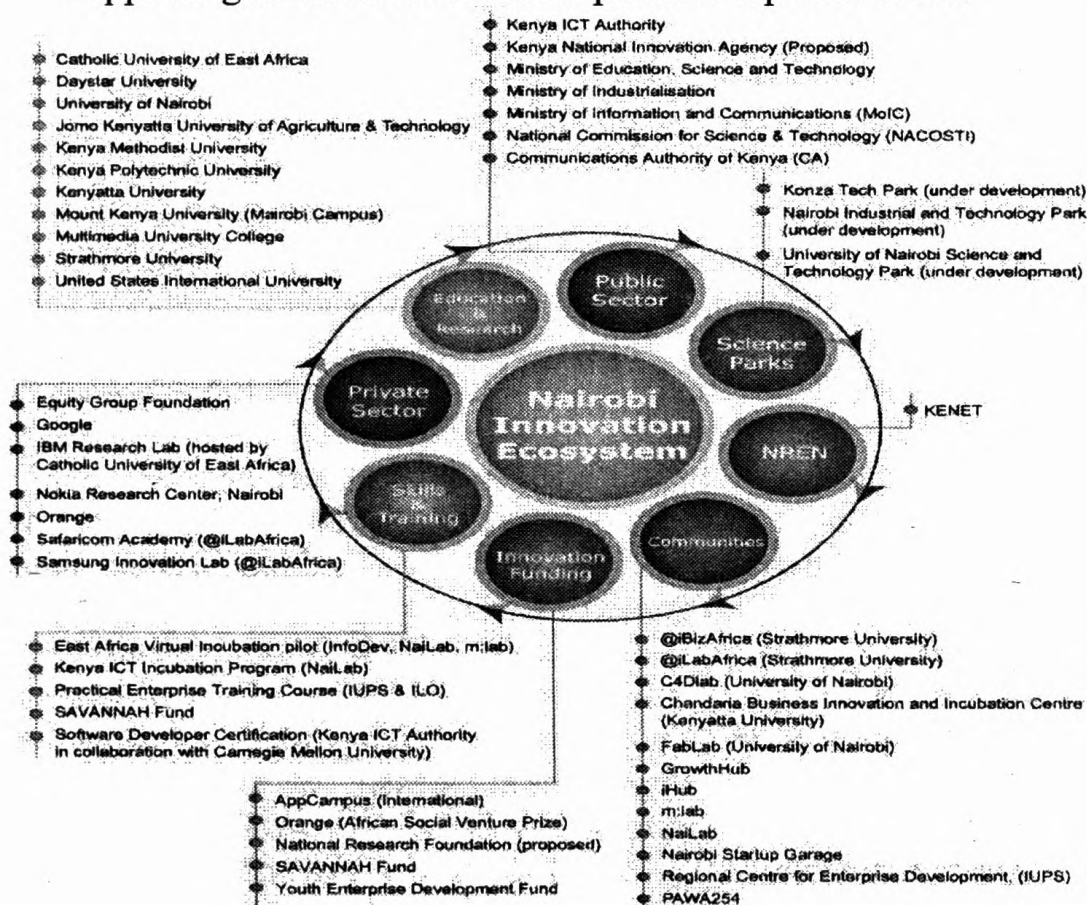 Kenya ICT Authority
Kenya National Innovation Agency (Proposed)
Ministry of Education, Science and Technology
Ministry of Industrialisation
Ministry of Information and Communications (MoIC)
National Commission for Science & Technology (NACOSTI)
Communications Authority of Kenya (CA)
Catholic University of East Africa
Daystar University
University of Nairobi
Jomo Kenyatta University of Agriculture & Technology
Kenya Methodist University
Kenya Polytechnic University
Kenyatta University
Mount Kenya University (Mairobi Campus)
Multimedia University College
Strathmore University
United States International University
Konza Tech Park (under development)
Nairobi Industrial and Technology Park
(under development)
University of Nairobi Science and
Technology Park (under development)
Education
&
Research
Public
Sector
Science
Parks
Private
Sector
Nairobi
Innovation
Ecosystem
NREN
Skills
&
Training
Innovation
Funding
Communities
KENET
Equity Group Foundation
Google
IBM Research Lab (hosted by
Catholic University of East Africa)
Nokia Research Center, Nairobi
Orange
Safaricom Academy (@iLabAfrica)
Samsung Innovation Lab (@iLabAfrica)
East Africa Virtual Incubation pilot (InfoDev, NaiLab, m:lab)
Kenya ICT Incubation Program (NaiLab)
Practical Enterprise Training Course (IUPS & ILO)
SAVANNAH Fund
Software Developer Certification (Kenya ICT Authority
in collaboration with Carnegie Mellon University)
AppCampus (International)
Orange (African Social Venture Prize)
National Research Foundation (proposed)
SAVANNAH Fund
Youth Enterprise Development Fund
@iBizAfrica (Strathmore University)
@iLabAfrica (Strathmore University)
C4Dlab (University of Nairobi)
Chandaria Business Innovation and Incubation Centre
(Kenyatta University)
FabLab (University of Nairobi)
GrowthHub
iHub
m:lab
NaiLab
Nairobi Startup Garage
Regional Centre for Enterprise Development, (IUPS)
PAWA254